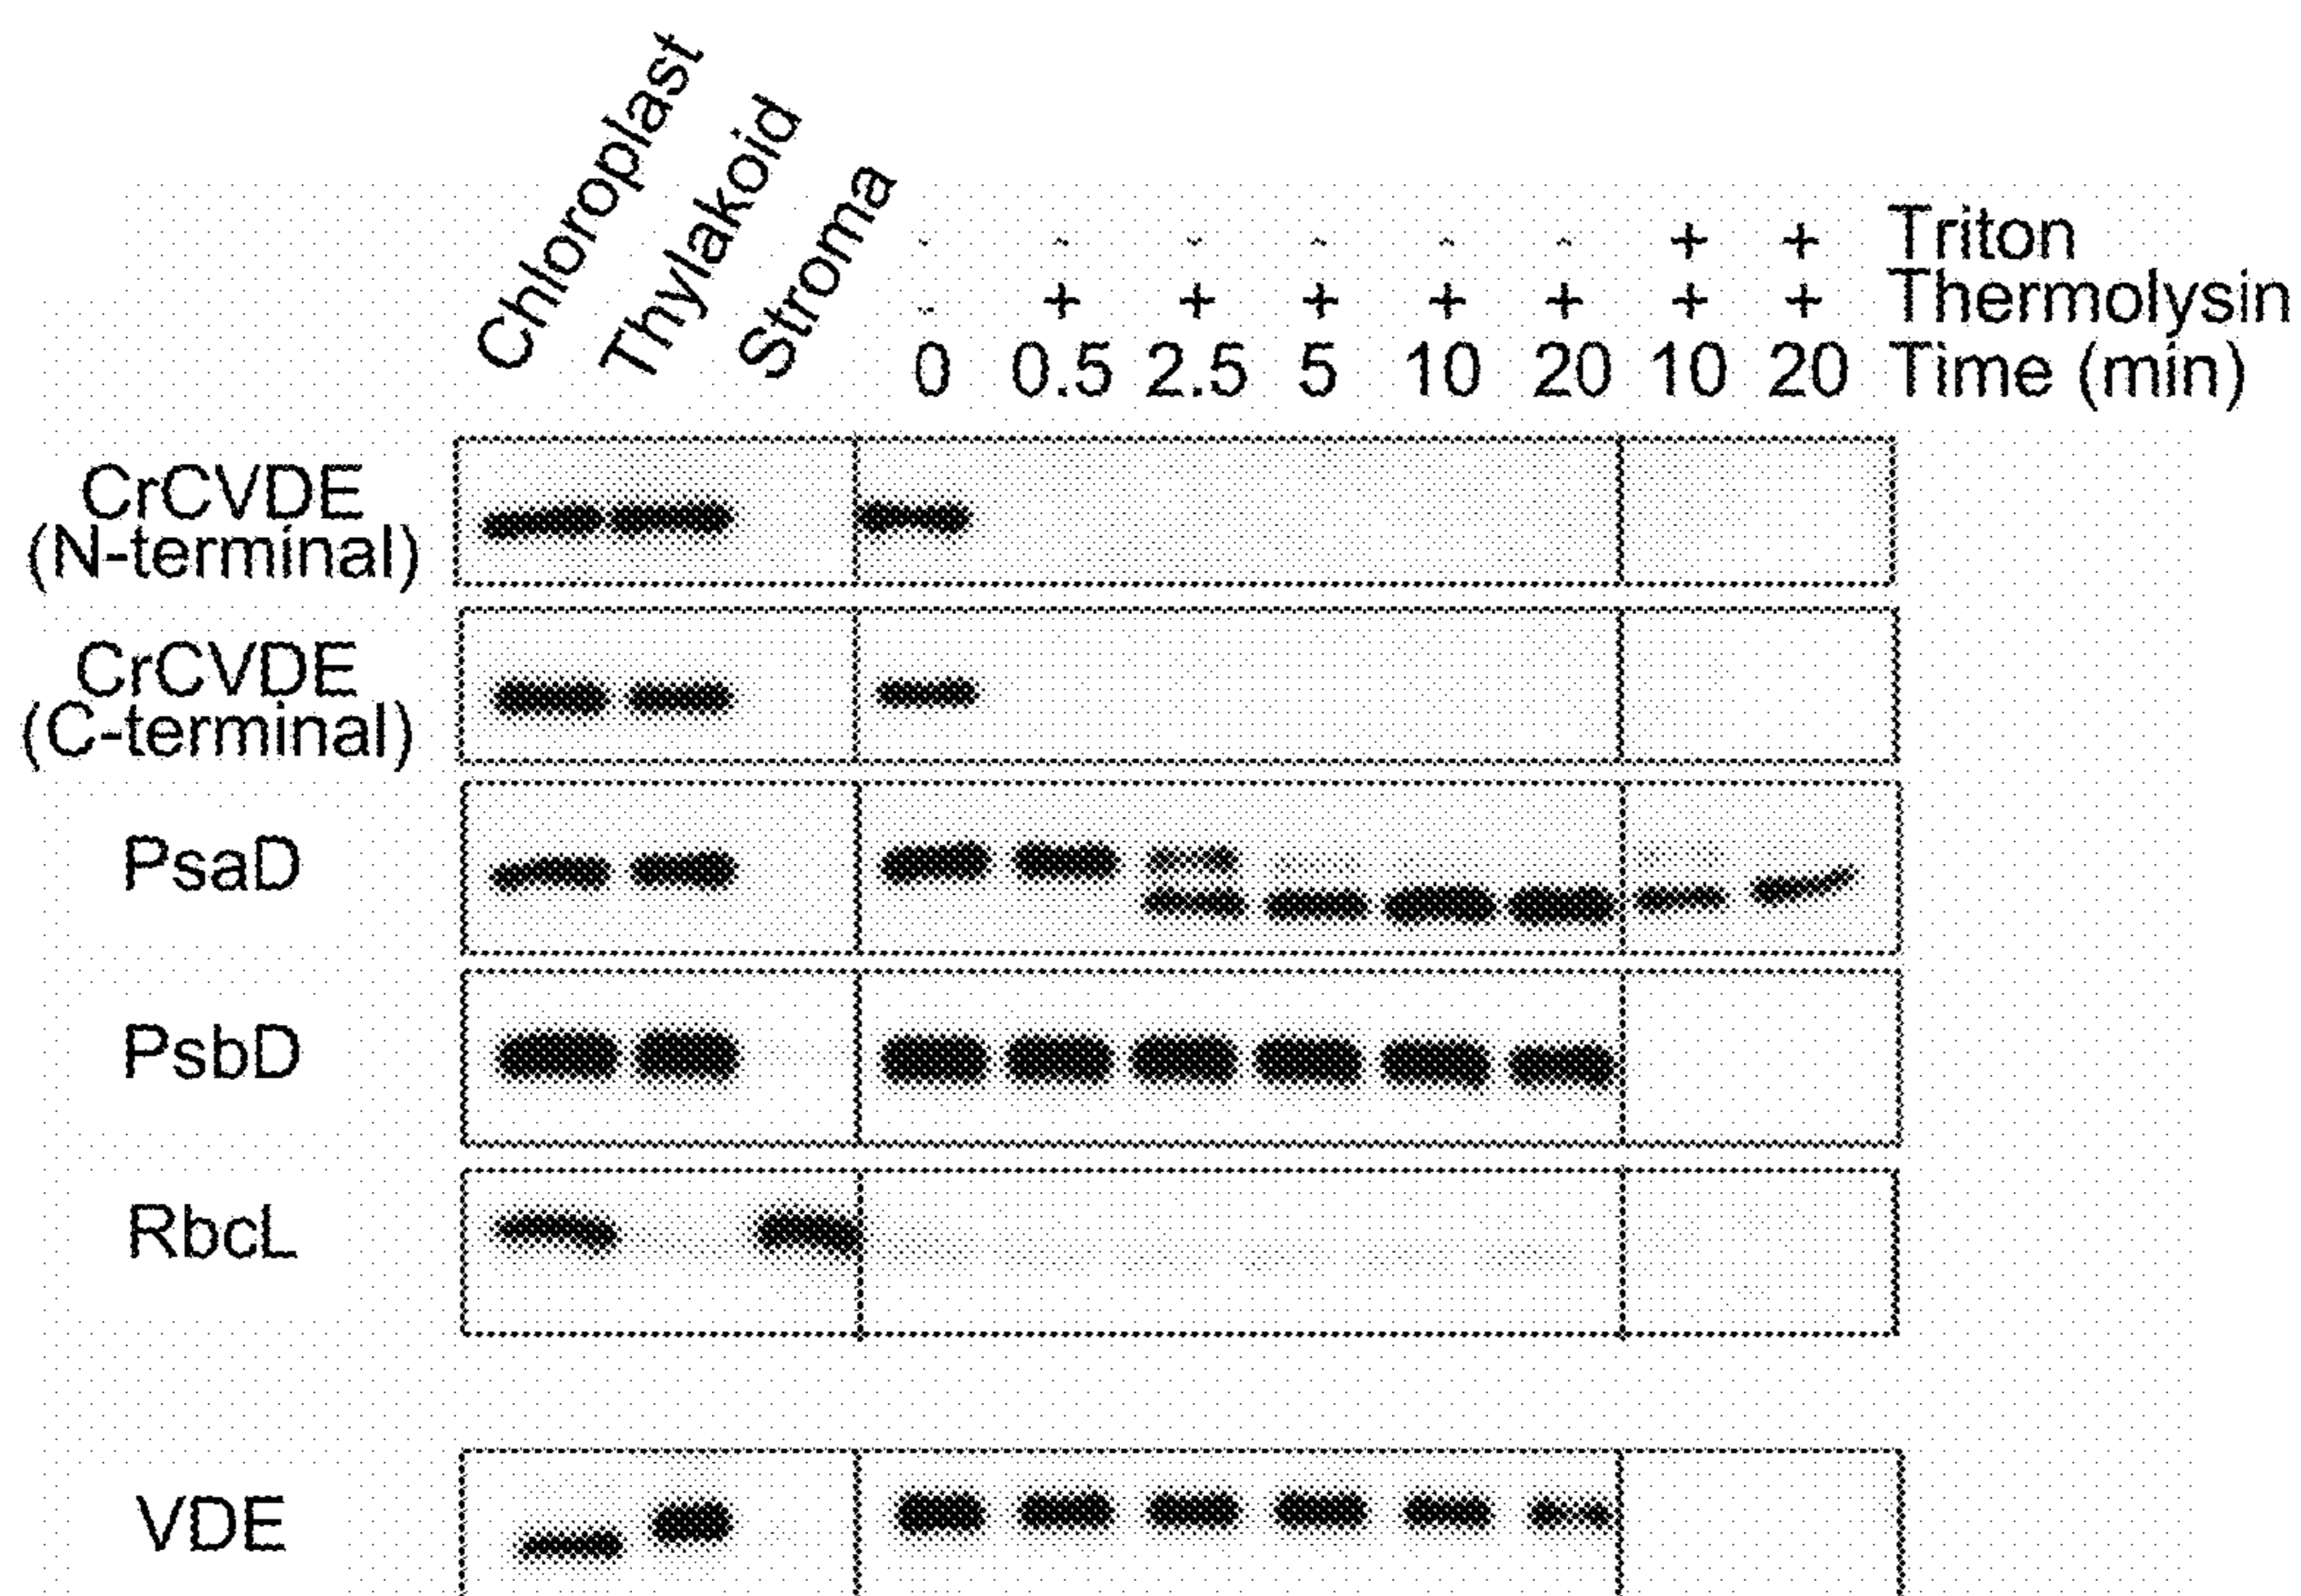 Chloroplast
Thylakoid
Stroma
- - - - - - + + Triton
- + + + + + + + Thermolysin
0 0.5 2.5 5 10 20 10 20 Time (min)
CrCVDE
(N-terminal)
CrCVDE
(C-terminal)
PsaD
PsbD
RbcL
VDE